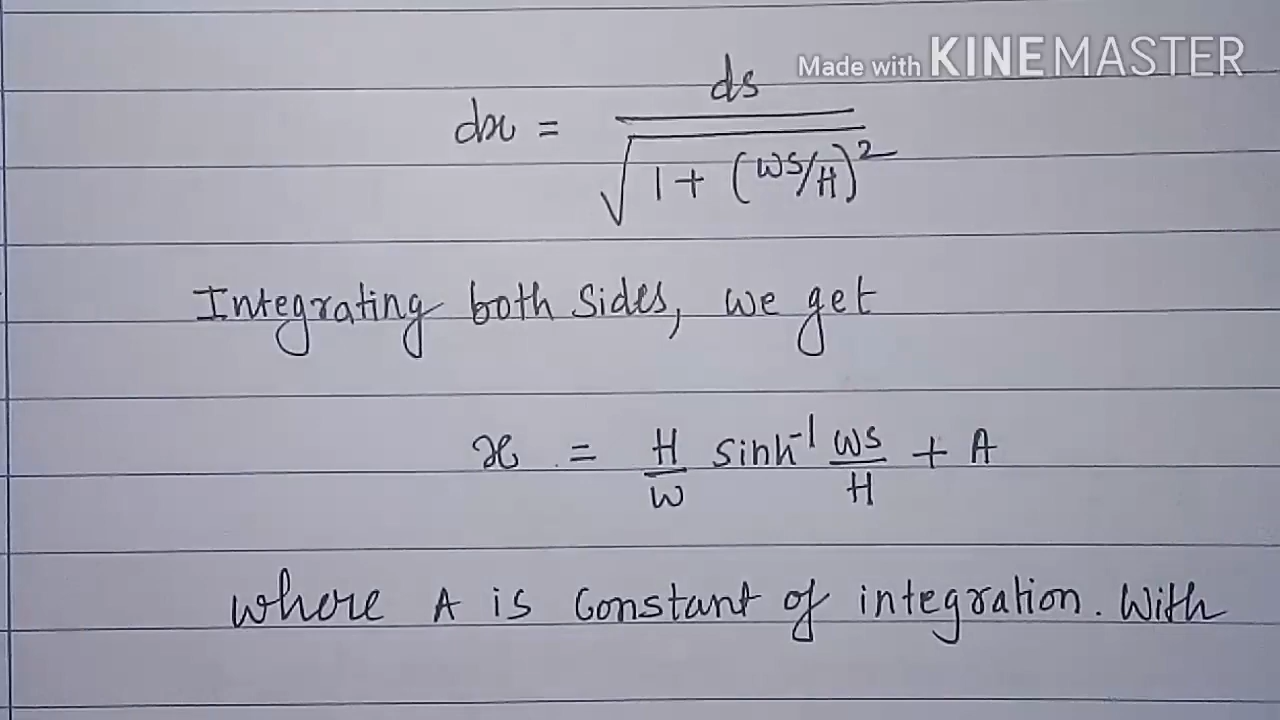 Made with KINEMASTER
dx = ds / √(1 + (WS/H)²)
Integrating both sides, we get
x = H/W sinh⁻¹ WS/H + A
where A is constant of integration. With